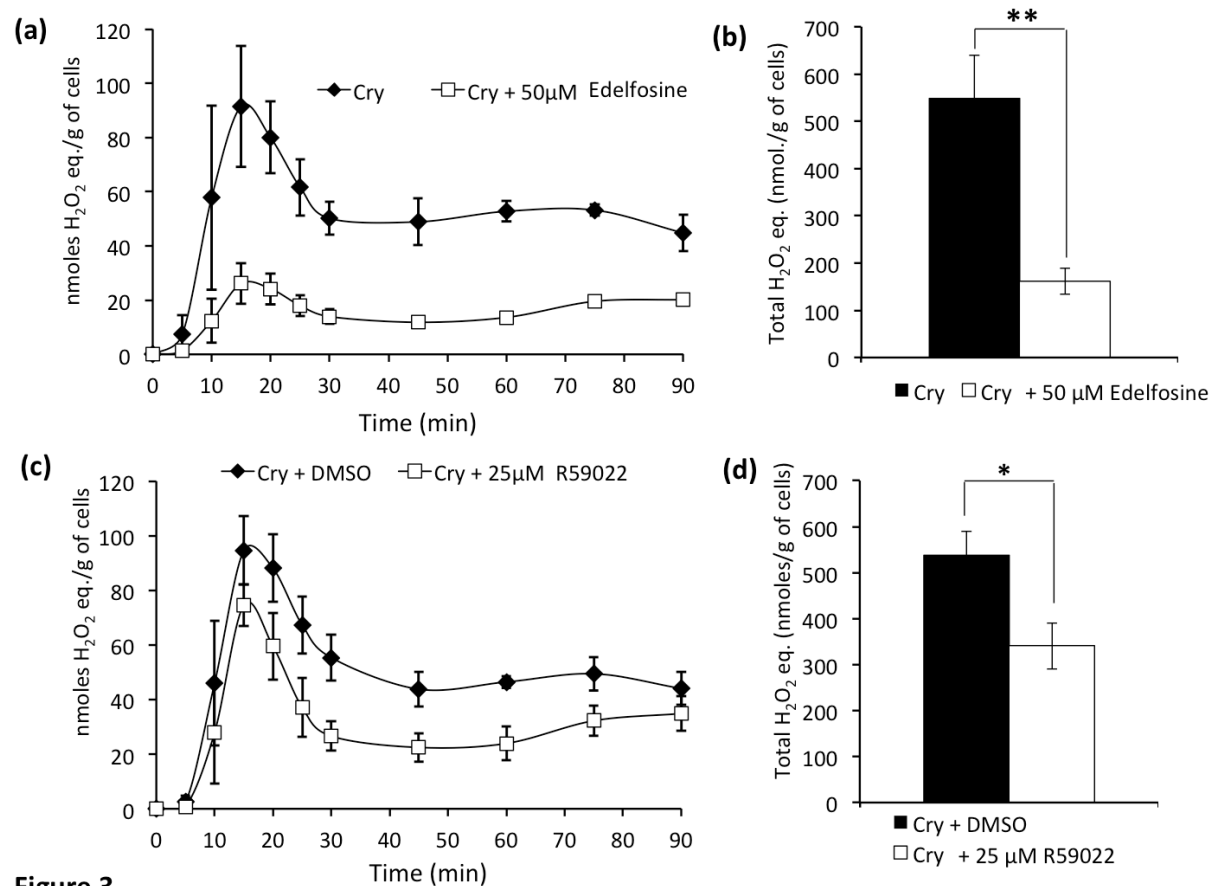 (a)
120
100
80
60
40
20
0
nmoles H₂O₂ eq./g of cells
Cry
Cry + 50µM Edelfosine
0 10 20 30 40 50 60 70 80 90
Time (min)
(b)
**
700
600
500
400
300
200
100
0
Total H₂O₂ eq. (nmol./g of cells)
Cry Cry + 50 µM Edelfosine
(c)
Cry + DMSO Cry + 25µM R59022
120
100
80
60
40
20
0
nmoles H₂O₂ eq./g of cells
0 10 20 30 40 50 60 70 80 90
Time (min)
(d)
*
700
600
500
400
300
200
100
0
Total H₂O₂ eq. (nmoles/g of cells)
Cry + DMSO
Cry + 25 µM R59022
Figure 3